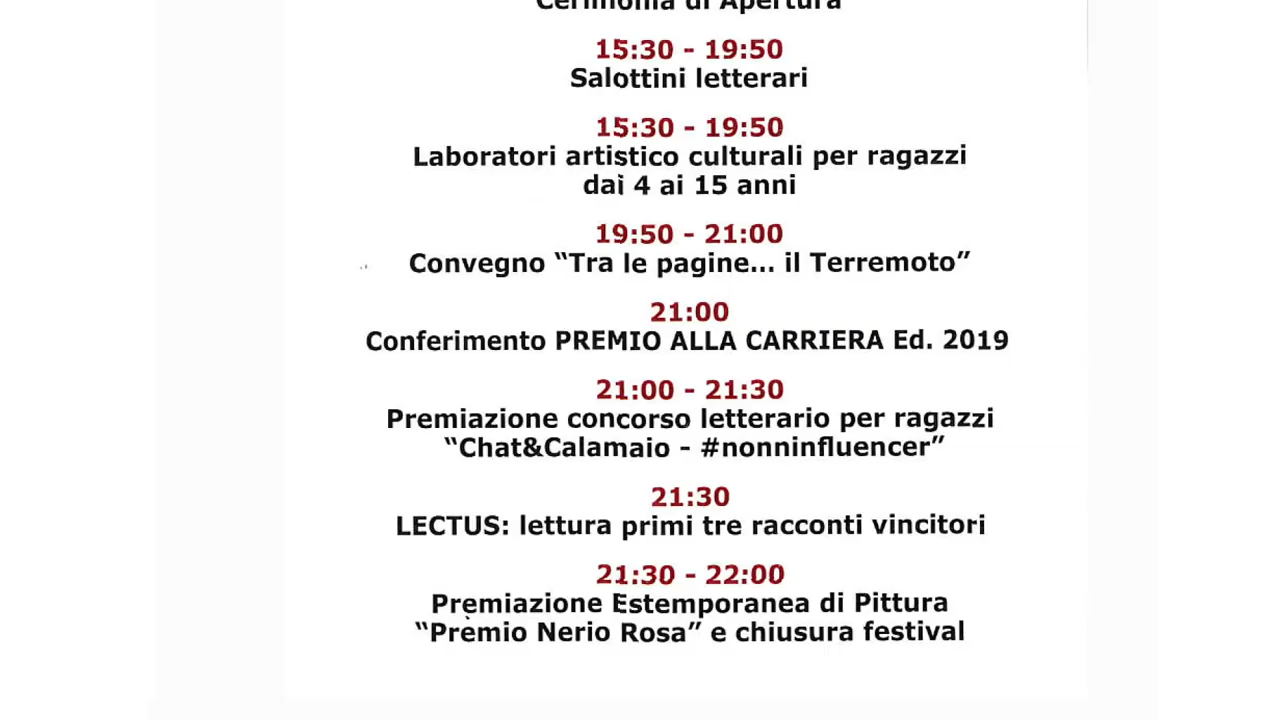 Cerimonia di Apertura
15:30 - 19:50
Salottini letterari
15:30 - 19:50
Laboratori artistico culturali per ragazzi
dai 4 ai 15 anni
19:50 - 21:00
Convegno “Tra le pagine... il Terremoto”
21:00
Conferimento PREMIO ALLA CARRIERA Ed. 2019
21:00 - 21:30
Premiazione concorso letterario per ragazzi
“Chat&Calamaio - #nonninfluencer”
21:30
LECTUS: lettura primi tre racconti vincitori
21:30 - 22:00
Premiazione Estemporanea di Pittura
“Premio Nerio Rosa” e chiusura festival